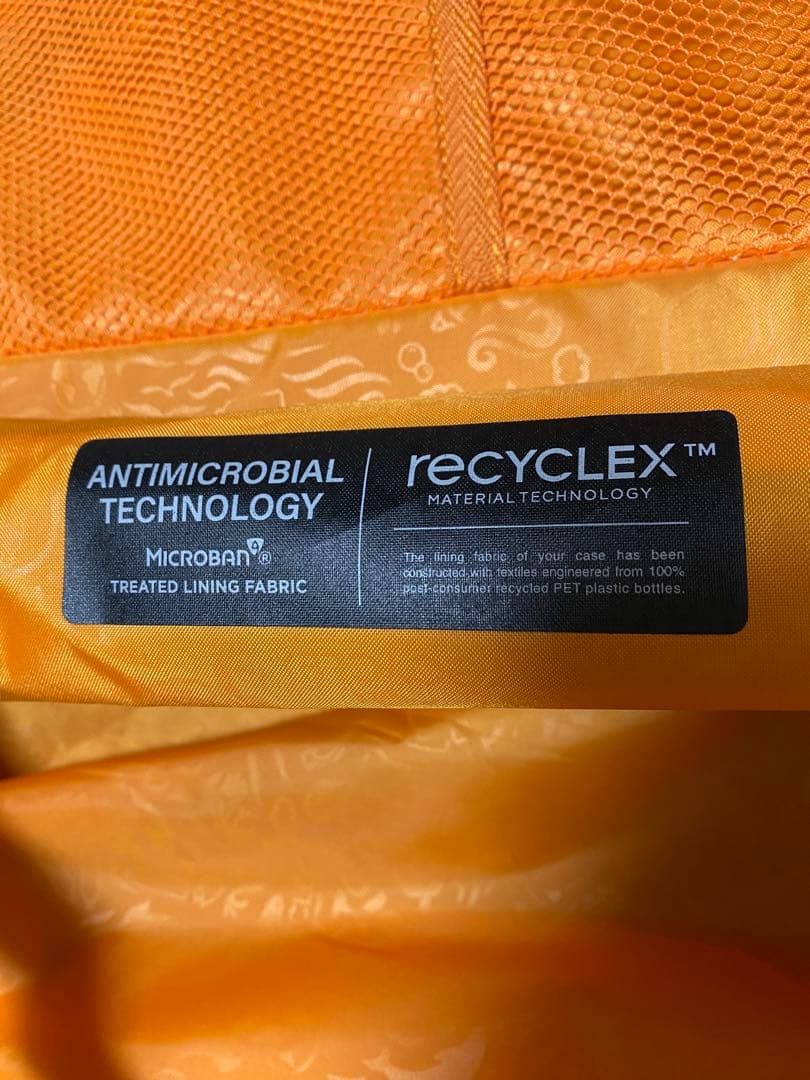 ANTIMICROBIAL
TECHNOLOGY
MICROBAN®
TREATED LINING FABRIC
reCYCLEX™
MATERIAL TECHNOLOGY
The lining fabric of your case has been
constructed with textiles engineered from 100%
post-consumer recycled PET plastic bottles.